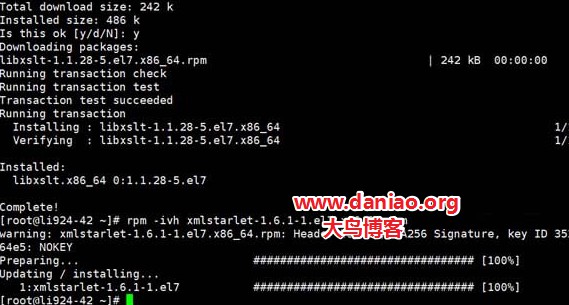 Total download size: 242 k
Installed size: 486 k
Is this ok [y/d/N]: y
Downloading packages:
libxslt-1.1.28-5.el7.x86_64.rpm | 242 kB 00:00:00
Running transaction check
Running transaction test
Transaction test succeeded
Running transaction
Installing : libxslt-1.1.28-5.el7.x86_64 1/
Verifying : libxslt-1.1.28-5.el7.x86_64 1/
Installed:
libxslt.x86_64 0:1.1.28-5.el7
Complete!
www.daniao.org
[root@li924-42 ~]# rpm -ivh xmlstarlet-1.6.1-1.el
大鸟博客
warning: xmlstarlet-1.6.1-1.el7.x86_64.rpm: Head A256 Signature, key ID 35
64e5: NOKEY
Preparing... ################################# [100%]
Updating / installing...
1:xmlstarlet-1.6.1-1.el7 ################################# [100%]
[root@li924-42 ~]#